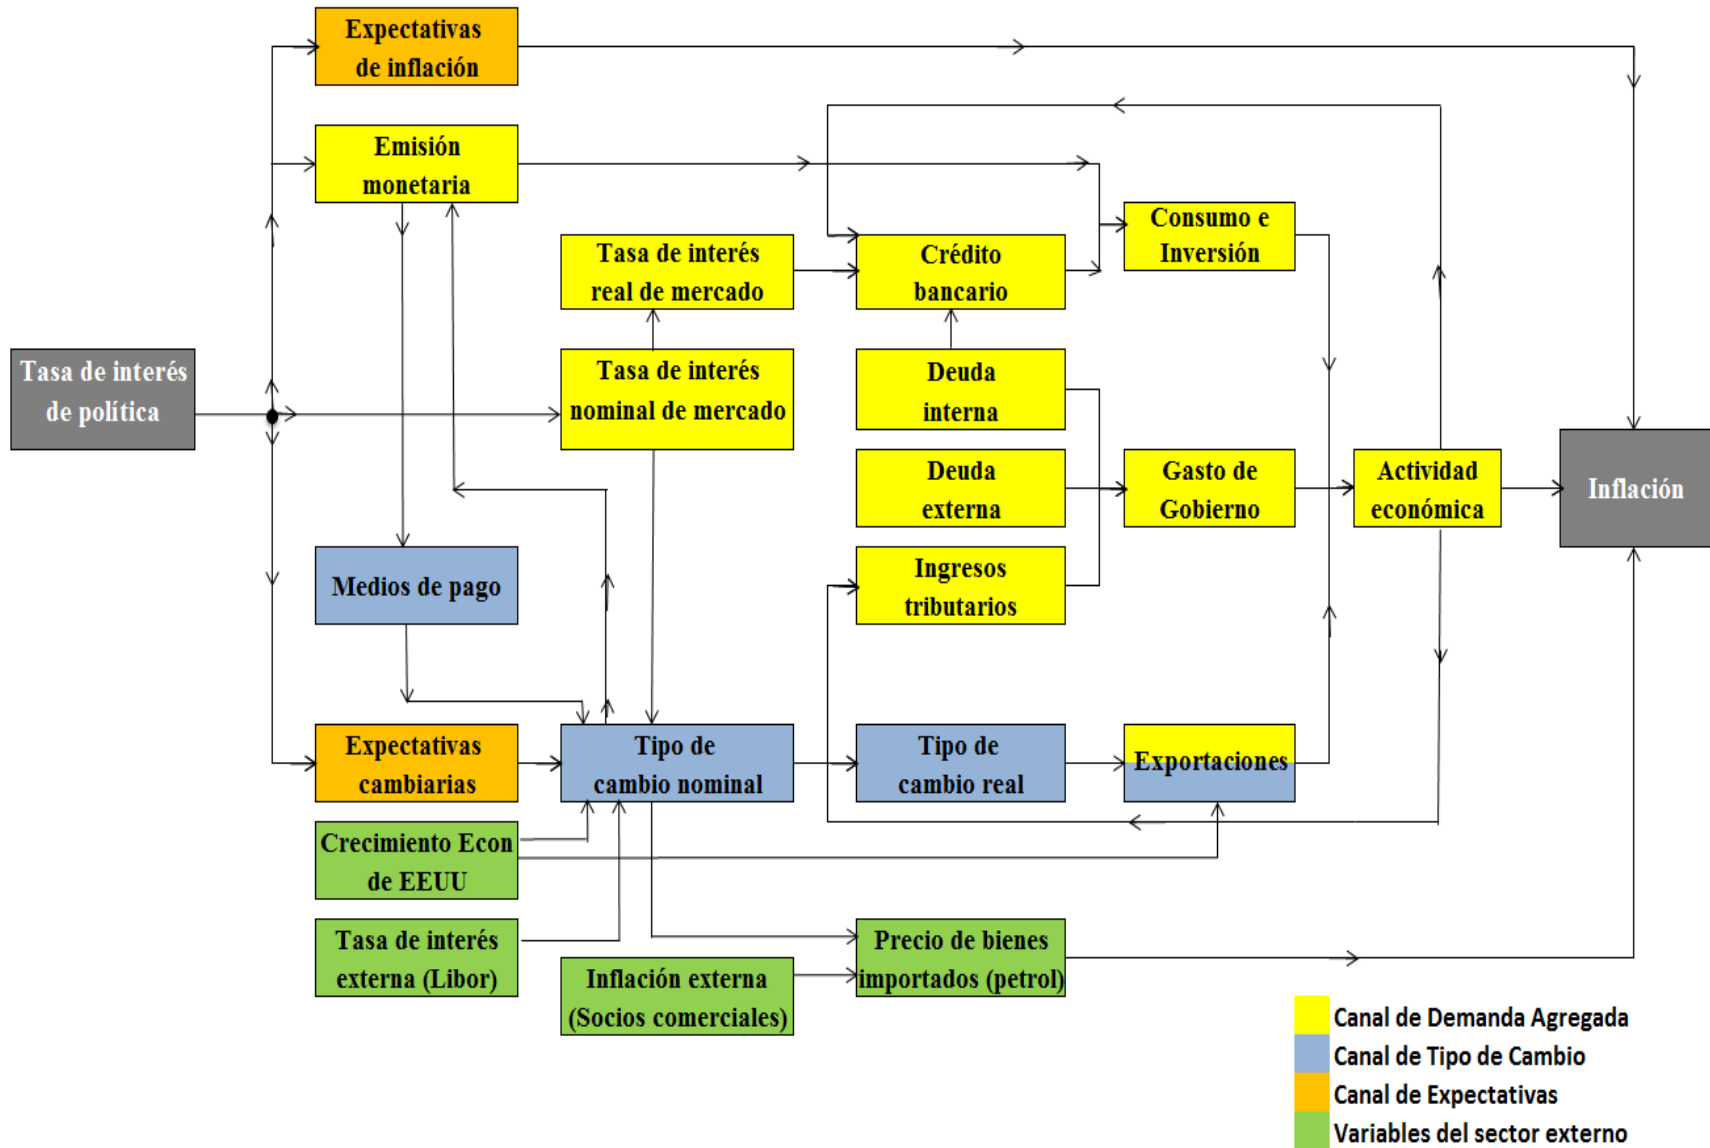 Expectativas
de inflación
Emisión
monetaria
Tasa de interés
real de mercado
Crédito
bancario
Consumo e
Inversión
Tasa de interés
de política
Tasa de interés
nominal de mercado
Deuda
interna
Deuda
externa
Gasto de
Gobierno
Actividad
económica
Inflación
Medios de pago
Ingresos
tributarios
Expectativas
cambiarias
Tipo de
cambio nominal
Tipo de
cambio real
Exportaciones
Crecimiento Econ
de EEUU
Tasa de interés
externa (Libor)
Inflación externa
(Socios comerciales)
Precio de bienes
importados (petrol)
Canal de Demanda Agregada
Canal de Tipo de Cambio
Canal de Expectativas
Variables del sector externo